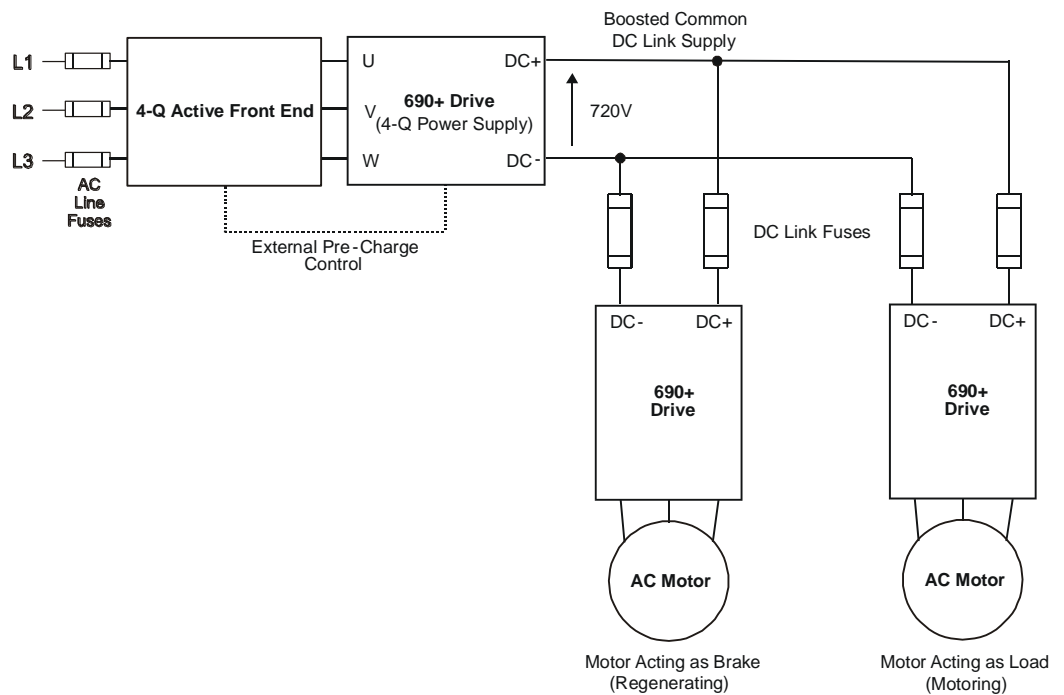 Boosted Common
DC Link Supply
L1
U
DC+
L2
4-Q Active Front End
V
690+ Drive
(4-Q Power Supply)
720V
L3
W
DC-
AC
Line
Fuses
External Pre-Charge
Control
DC Link Fuses
DC-
DC+
DC-
DC+
690+
Drive
690+
Drive
AC Motor
AC Motor
Motor Acting as Brake
(Regenerating)
Motor Acting as Load
(Motoring)